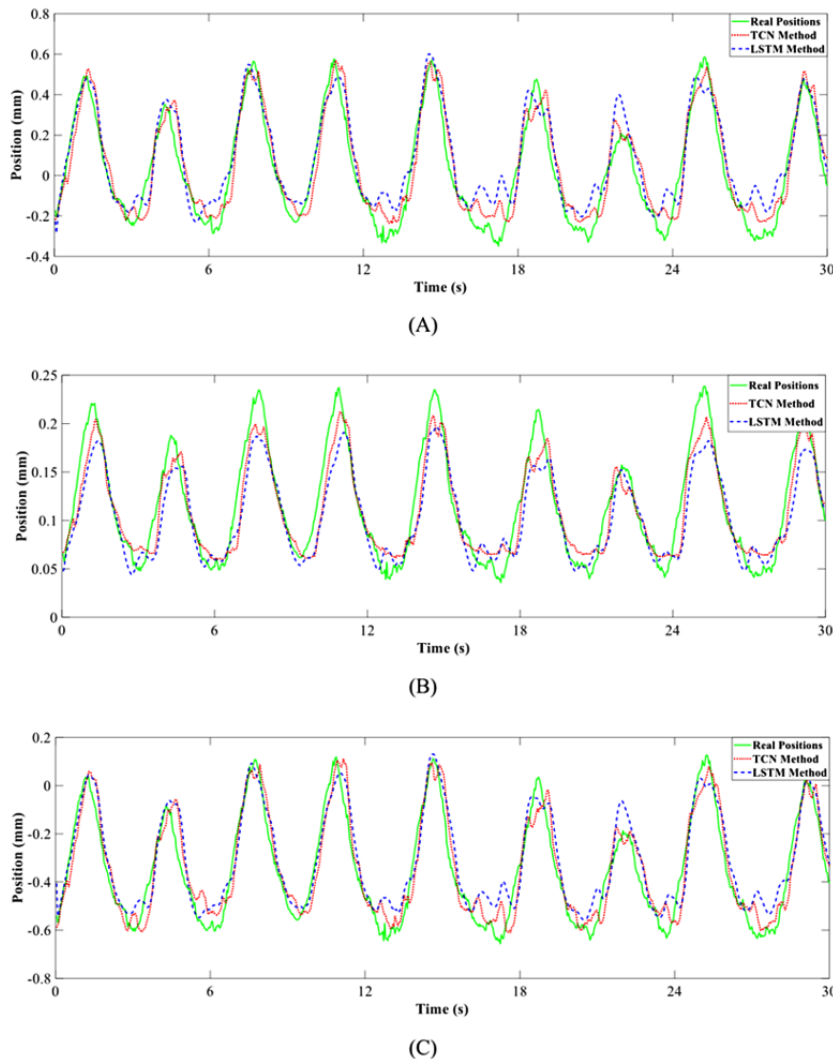 Real Positions
TCN Method
LSTM Method
0.8
0.6
0.4
0.2
0
-0.2
-0.4
Position (mm)
0 6 12 18 24 30
Time (s)
(A)
Real Positions
TCN Method
LSTM Method
0.25
0.2
0.15
0.1
0.05
0
Position (mm)
0 6 12 18 24 30
Time (s)
(B)
Real Positions
TCN Method
LSTM Method
0.2
0
-0.2
-0.4
-0.6
-0.8
Position (mm)
0 6 12 18 24 30
Time (s)
(C)